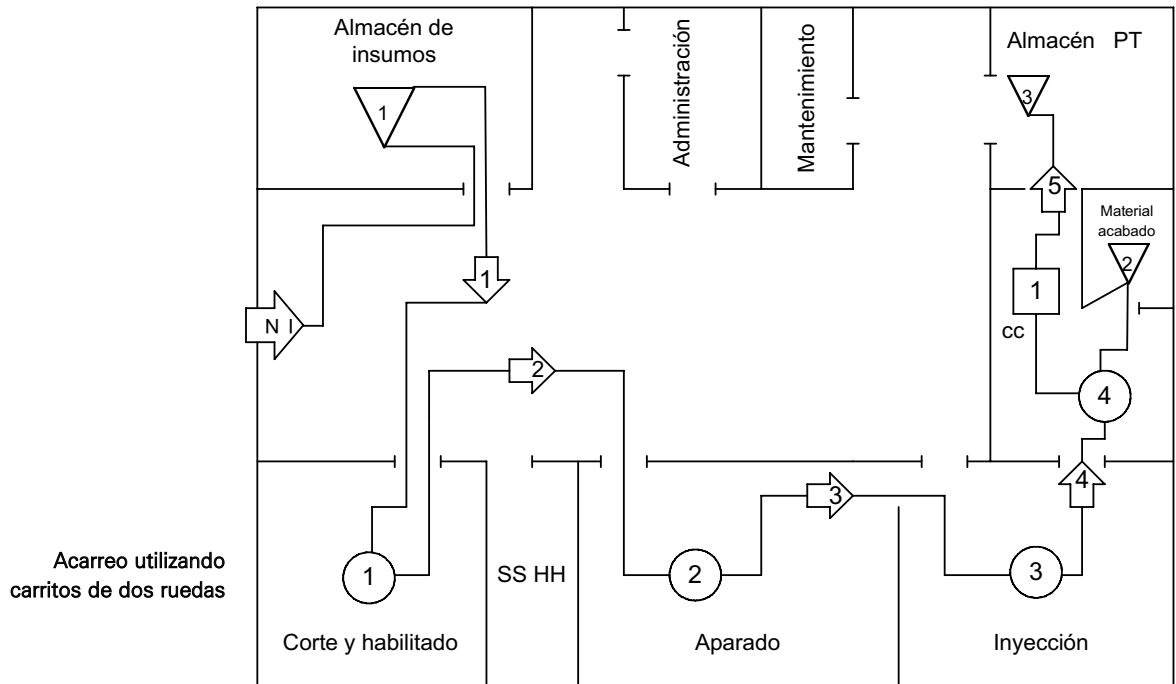 Almacén de
insumos
1
Administración
Mantenimiento
Almacén PT
3
5
Material
acabado
2
1
1
N I
cc
2
4
4
3
Acarreo utilizando
carritos de dos ruedas
1
SS HH
2
3
Corte y habilitado
Aparado
Inyección